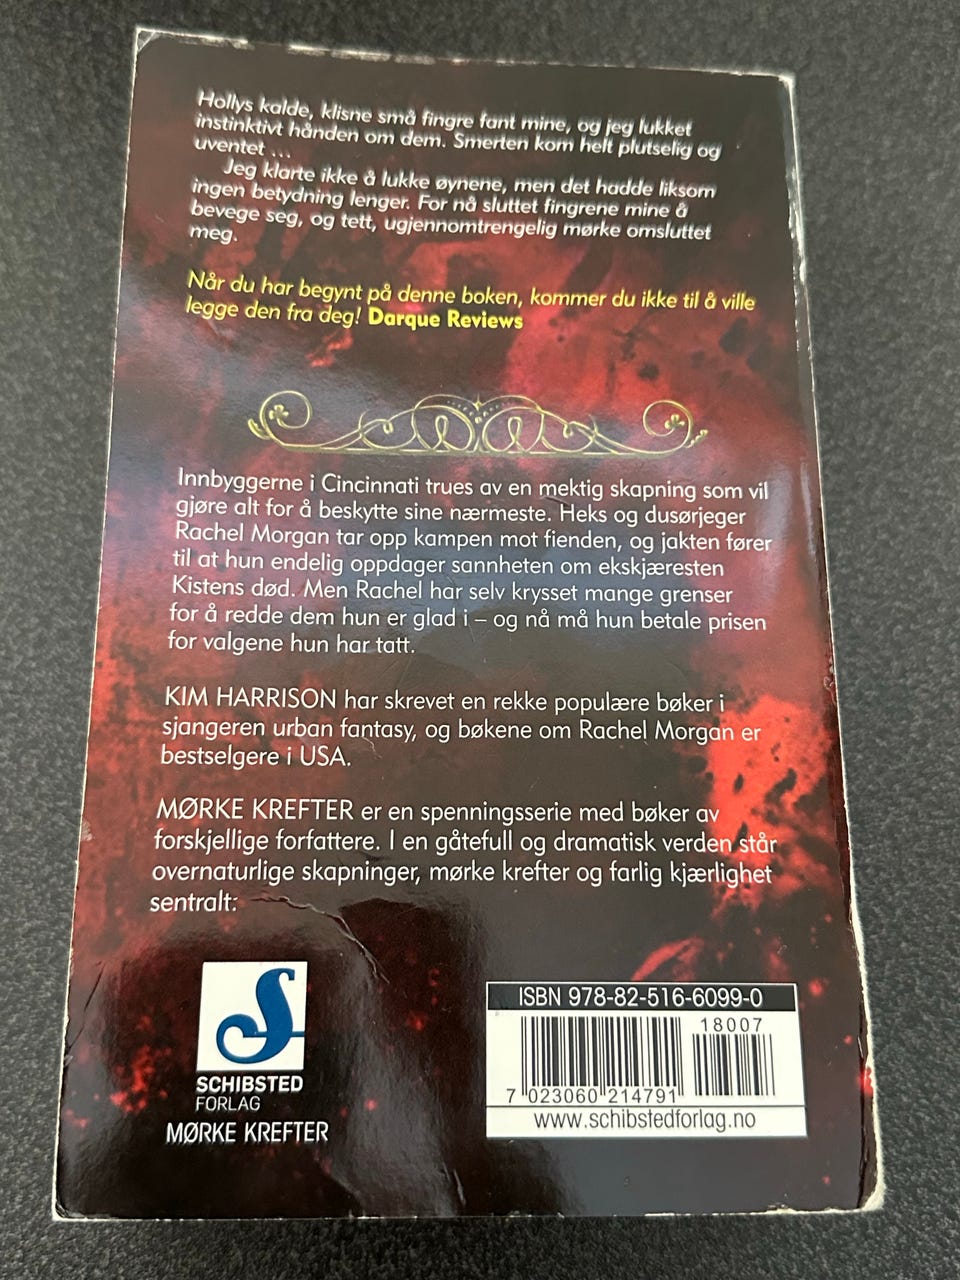 Hollys kalde, klisne små fingre fant mine, og jeg lukket
instinktivt hånden om dem. Smerten kom helt plutselig og
uventet ...
Jeg klarte ikke å lukke øynene, men det hadde liksom
ingen betydning lenger. For nå sluttet fingrene mine å
bevege seg, og tett, ugjennomtrengelig mørke omsluttet
meg.
Når du har begynt på denne boken, kommer du ikke til å ville
legge den fra deg! Darque Reviews
Innbyggerne i Cincinnati trues av en mektig skapning som vil
gjøre alt for å beskytte sine nærmeste. Heks og dusørjeger
Rachel Morgan tar opp kampen mot fienden, og jakten fører
til at hun endelig oppdager sannheten om ekskjæresten
Kistens død. Men Rachel har selv krysset mange grenser
for å redde dem hun er glad i – og nå må hun betale prisen
for valgene hun har tatt.
KIM HARRISON har skrevet en rekke populære bøker i
sjangeren urban fantasy, og bøkene om Rachel Morgan er
bestselgere i USA.
MØRKE KREFTER er en spenningsserie med bøker av
forskjellige forfattere. I en gåtefull og dramatisk verden står
overnaturlige skapninger, mørke krefter og farlig kjærlighet
sentralt:
SCHIBSTED
FORLAG
MØRKE KREFTER
ISBN 978-82-516-6099-0
18007
7 023060 214791
www.schibstedforlag.no